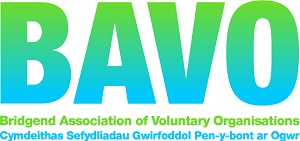 BAVO
Bridgend Association of Voluntary Organisations
Cymdeithas Sefydliadau Gwirfoddol Pen-y-bont ar Ogwr